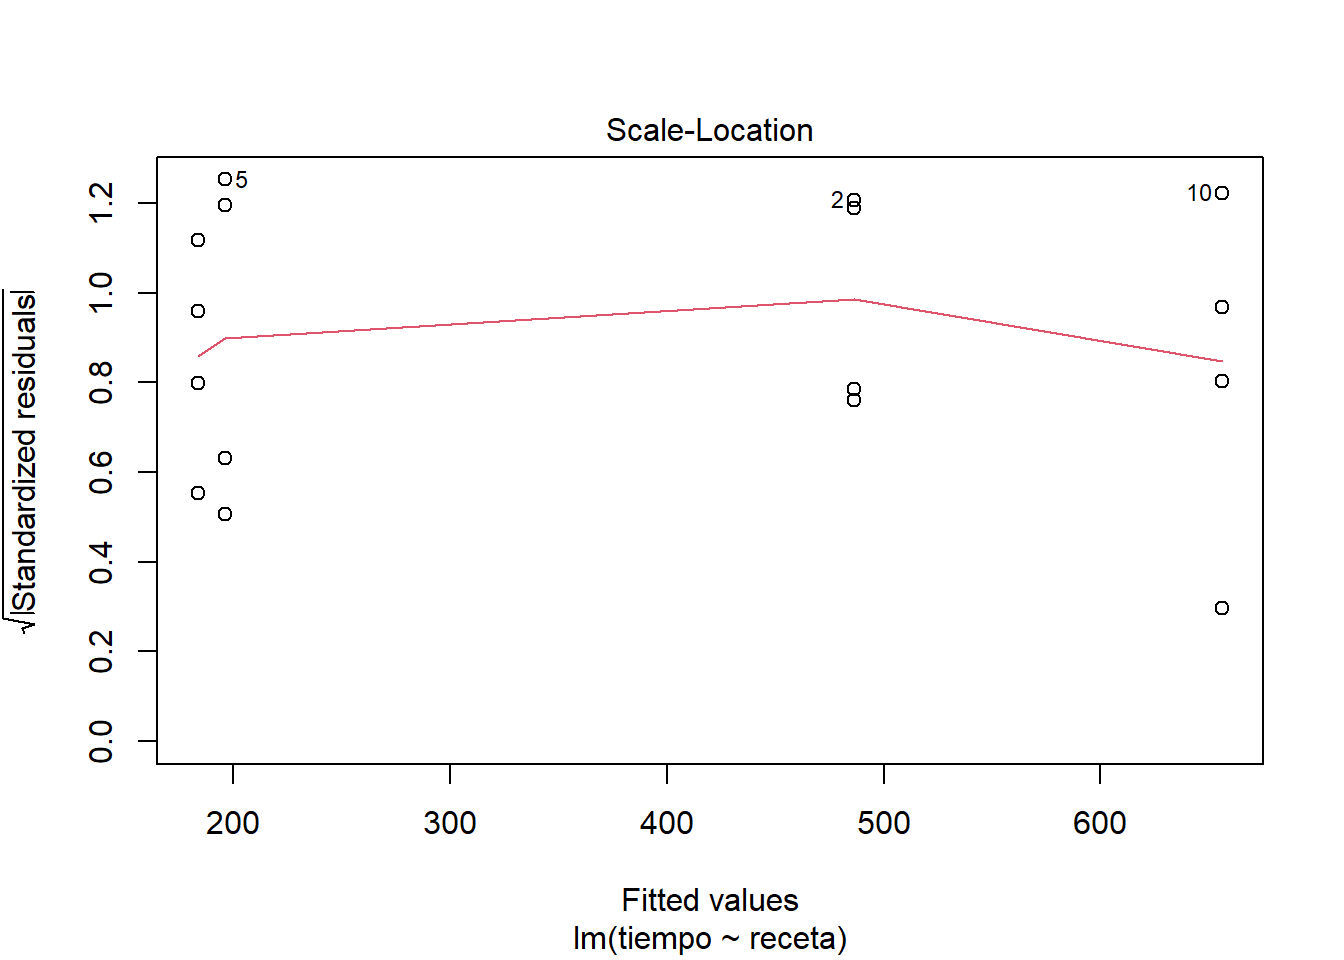 Scale-Location
√|Standardized residuals|
0.0 0.2 0.4 0.6 0.8 1.0 1.2
5
2
10
200 300 400 500 600
Fitted values
lm(tiempo ~ receta)